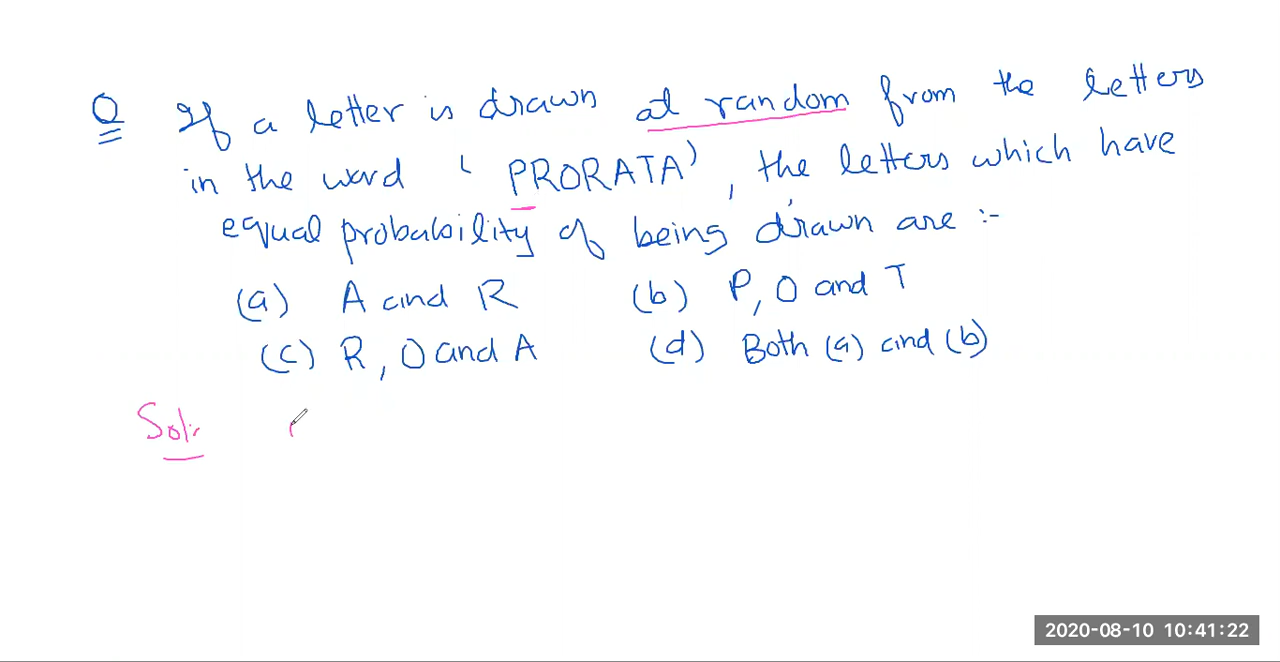 Q If a letter is drawn at random from the letters
in the word ' PRORATA' , the letters which have
equal probability of being drawn are :-
(a) A and R (b) P, O and T
(c) R, O and A (d) Both (a) and (b)
Sol:
2020-08-10 10:41:22